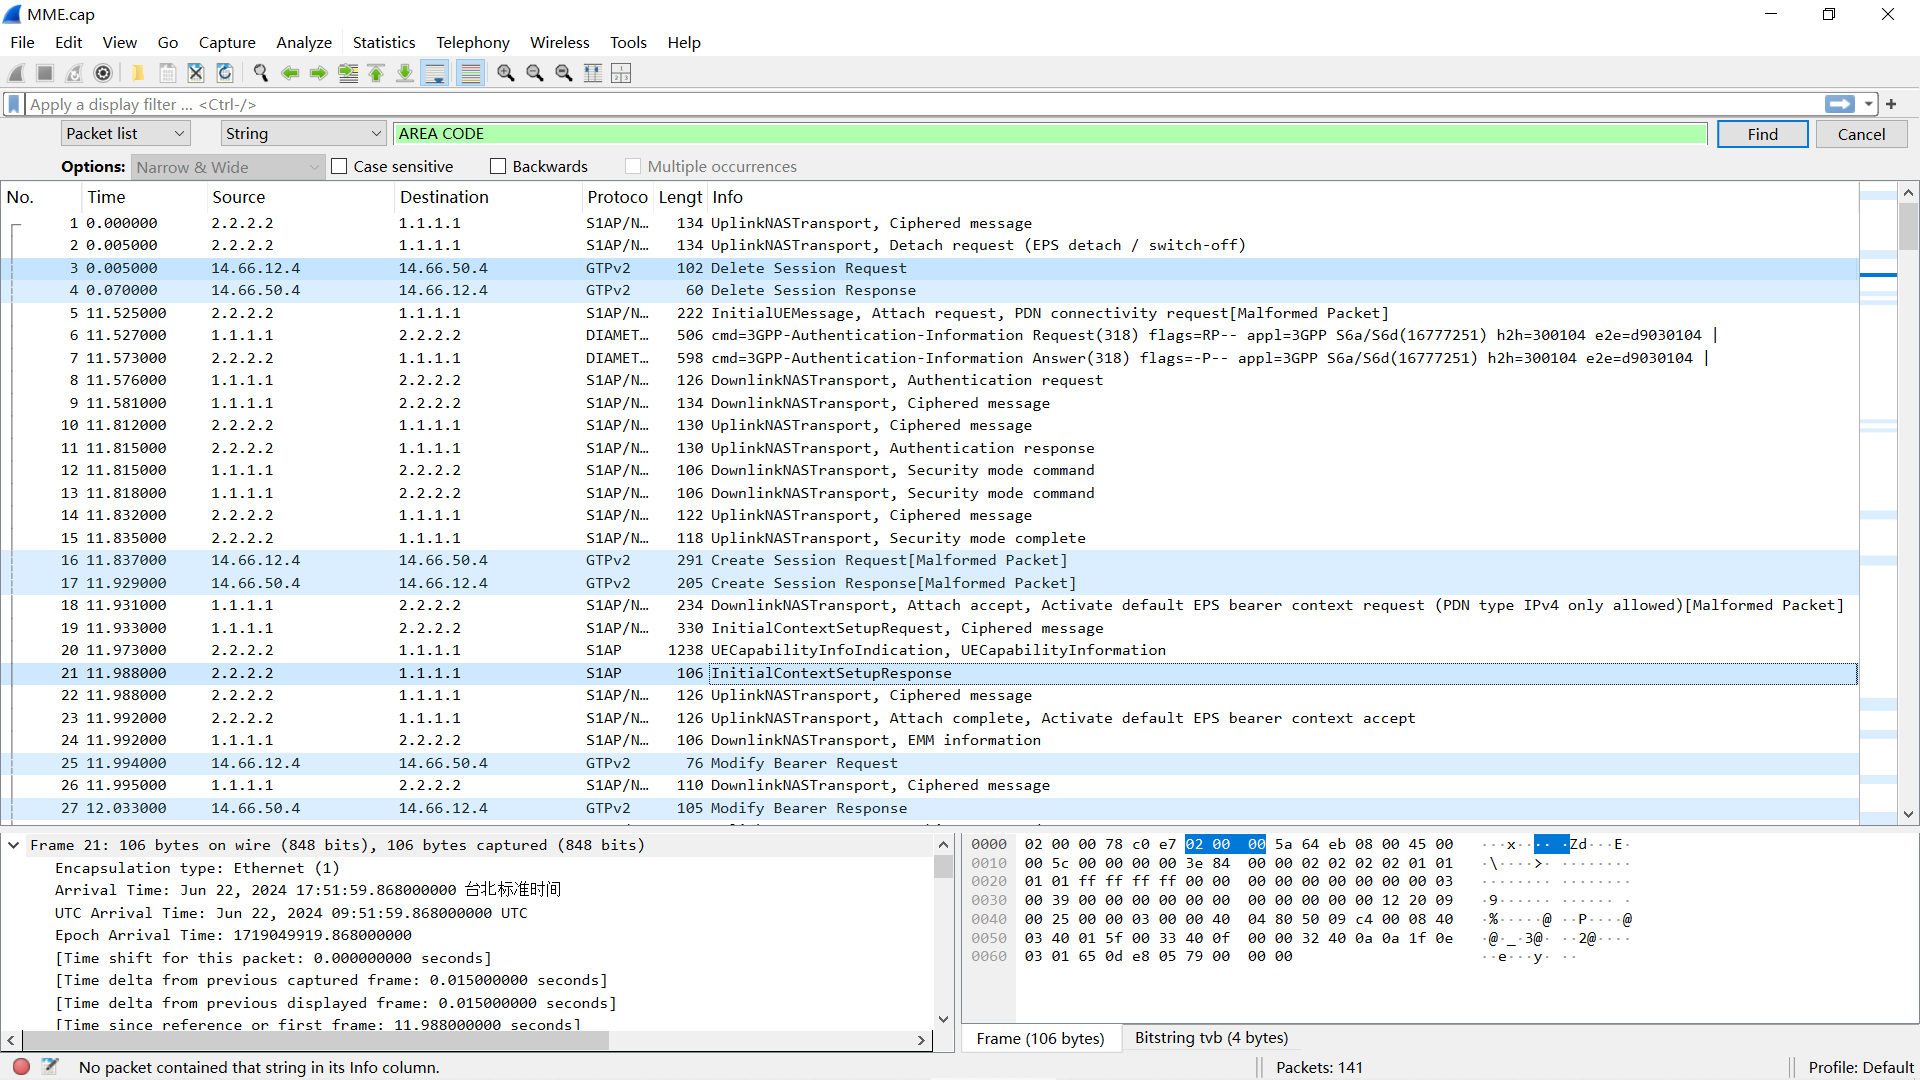 MME.cap
File Edit View Go Capture Analyze Statistics Telephony Wireless Tools Help
Apply a display filter ... <Ctrl-/>
Packet list String AREA CODE Find Cancel
Options: Narrow & Wide Case sensitive Backwards Multiple occurrences
No. Time Source Destination Protoco Lengt Info
1 0.000000 2.2.2.2 1.1.1.1 S1AP/N… 134 UplinkNASTransport, Ciphered message
2 0.005000 2.2.2.2 1.1.1.1 S1AP/N… 134 UplinkNASTransport, Detach request (EPS detach / switch-off)
3 0.005000 14.66.12.4 14.66.50.4 GTPv2 102 Delete Session Request
4 0.070000 14.66.50.4 14.66.12.4 GTPv2 60 Delete Session Response
5 11.525000 2.2.2.2 1.1.1.1 S1AP/N… 222 InitialUEMessage, Attach request, PDN connectivity request[Malformed Packet]
6 11.527000 1.1.1.1 2.2.2.2 DIAMET… 506 cmd=3GPP-Authentication-Information Request(318) flags=RP-- appl=3GPP S6a/S6d(16777251) h2h=300104 e2e=d9030104 |
7 11.573000 2.2.2.2 1.1.1.1 DIAMET… 598 cmd=3GPP-Authentication-Information Answer(318) flags=-P-- appl=3GPP S6a/S6d(16777251) h2h=300104 e2e=d9030104 |
8 11.576000 1.1.1.1 2.2.2.2 S1AP/N… 126 DownlinkNASTransport, Authentication request
9 11.581000 1.1.1.1 2.2.2.2 S1AP/N… 134 DownlinkNASTransport, Ciphered message
10 11.812000 2.2.2.2 1.1.1.1 S1AP/N… 130 UplinkNASTransport, Ciphered message
11 11.815000 2.2.2.2 1.1.1.1 S1AP/N… 130 UplinkNASTransport, Authentication response
12 11.815000 1.1.1.1 2.2.2.2 S1AP/N… 106 DownlinkNASTransport, Security mode command
13 11.818000 1.1.1.1 2.2.2.2 S1AP/N… 106 DownlinkNASTransport, Security mode command
14 11.832000 2.2.2.2 1.1.1.1 S1AP/N… 122 UplinkNASTransport, Ciphered message
15 11.835000 2.2.2.2 1.1.1.1 S1AP/N… 118 UplinkNASTransport, Security mode complete
16 11.837000 14.66.12.4 14.66.50.4 GTPv2 291 Create Session Request[Malformed Packet]
17 11.929000 14.66.50.4 14.66.12.4 GTPv2 205 Create Session Response[Malformed Packet]
18 11.931000 1.1.1.1 2.2.2.2 S1AP/N… 234 DownlinkNASTransport, Attach accept, Activate default EPS bearer context request (PDN type IPv4 only allowed)[Malformed Packet]
19 11.933000 1.1.1.1 2.2.2.2 S1AP/N… 330 InitialContextSetupRequest, Ciphered message
20 11.973000 2.2.2.2 1.1.1.1 S1AP 1238 UECapabilityInfoIndication, UECapabilityInformation
21 11.988000 2.2.2.2 1.1.1.1 S1AP 106 InitialContextSetupResponse
22 11.988000 2.2.2.2 1.1.1.1 S1AP/N… 126 UplinkNASTransport, Ciphered message
23 11.992000 2.2.2.2 1.1.1.1 S1AP/N… 126 UplinkNASTransport, Attach complete, Activate default EPS bearer context accept
24 11.992000 1.1.1.1 2.2.2.2 S1AP/N… 106 DownlinkNASTransport, EMM information
25 11.994000 14.66.12.4 14.66.50.4 GTPv2 76 Modify Bearer Request
26 11.995000 1.1.1.1 2.2.2.2 S1AP/N… 110 DownlinkNASTransport, Ciphered message
27 12.033000 14.66.50.4 14.66.12.4 GTPv2 105 Modify Bearer Response
Frame 21: 106 bytes on wire (848 bits), 106 bytes captured (848 bits)
Encapsulation type: Ethernet (1)
Arrival Time: Jun 22, 2024 17:51:59.868000000 台北标准时间
UTC Arrival Time: Jun 22, 2024 09:51:59.868000000 UTC
Epoch Arrival Time: 1719049919.868000000
[Time shift for this packet: 0.000000000 seconds]
[Time delta from previous captured frame: 0.015000000 seconds]
[Time delta from previous displayed frame: 0.015000000 seconds]
[Time since reference or first frame: 11.988000000 seconds]
0000 02 00 00 78 c0 e7 02 00 00 5a 64 eb 08 00 45 00 ···x·· ···Zd···E·
0010 00 5c 00 00 00 00 3e 84 00 00 02 02 02 02 01 01 ·\····>· ········
0020 01 01 ff ff ff ff 00 00 00 00 00 00 00 00 00 03 ········ ········
0030 00 39 00 00 00 00 00 00 00 00 00 00 00 12 20 09 ·9······ ······ ·
0040 00 25 00 00 03 00 00 40 04 80 50 09 c4 00 08 40 ·%·····@ ··P····@
0050 03 40 01 5f 00 33 40 0f 00 00 32 40 0a 0a 1f 0e ·@·_·3@· ··2@····
0060 03 01 65 0d e8 05 79 00 00 00 ··e···y· ··
Frame (106 bytes) Bitstring tvb (4 bytes)
No packet contained that string in its Info column. Packets: 141 Profile: Default